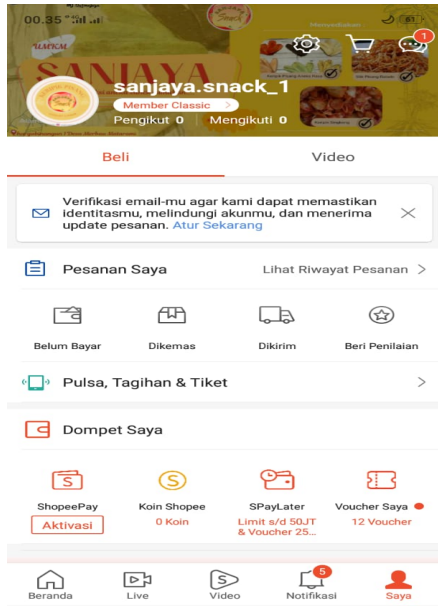 00.35
61
1
UMKM
SANJAYA
sanjaya.snack_1
Member Classic >
Pengikut 0 Mengikuti 0
Beli Video
Verifikasi email-mu agar kami dapat memastikan
identitasmu, melindungi akunmu, dan menerima
update pesanan. Atur Sekarang
Pesanan Saya Lihat Riwayat Pesanan >
Belum Bayar Dikemas Dikirim Beri Penilaian
Pulsa, Tagihan & Tiket >
Dompet Saya
ShopeePay Koin Shopee SPayLater Voucher Saya
Aktivasi 0 Koin Limit s/d 50JT 12 Voucher
& Voucher 25...
5
Beranda Live Video Notifikasi Saya